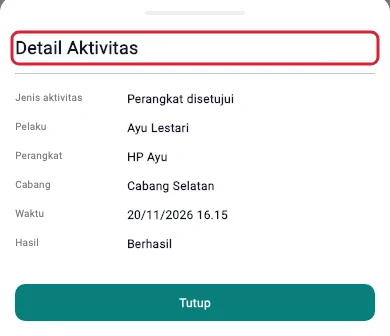 Detail Aktivitas
Jenis aktivitas Perangkat disetujui
Pelaku Ayu Lestari
Perangkat HP Ayu
Cabang Cabang Selatan
Waktu 20/11/2026 16.15
Hasil Berhasil
Tutup